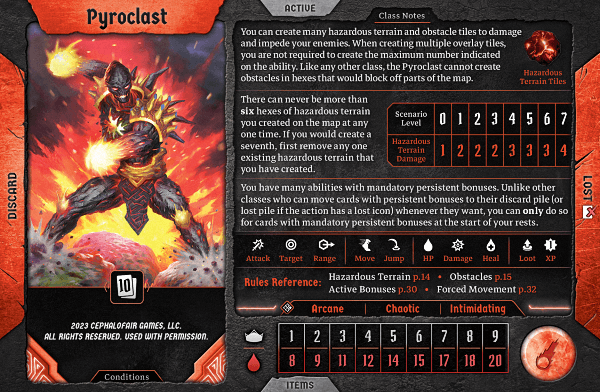 Pyroclast
ACTIVE
Class Notes
You can create many hazardous terrain and obstacle tiles to damage
and impede your enemies. When creating multiple overlay tiles,
you are not required to create the maximum number indicated
on the ability. Like any other class, the Pyroclast cannot create
obstacles in hexes that would block off parts of the map.
Hazardous
Terrain Tiles
There can never be more than
six hexes of hazardous terrain
you created on the map at any
one time. If you would create a
seventh, first remove any one
existing hazardous terrain that
you have created.
Scenario
Level
0 1 2 3 4 5 6 7
Hazardous
Terrain
Damage
1 2 2 2 3 3 3 4
You have many abilities with mandatory persistent bonuses. Unlike other
classes who can move cards with persistent bonuses to their discard pile (or
lost pile if the action has a lost icon) whenever they want, you can only do so
for cards with mandatory persistent bonuses at the start of your rests.
Attack Target Range Move Jump HP Damage Heal Loot XP
Rules Reference:
Hazardous Terrain p.14 • Obstacles p.15
Active Bonuses p.30 • Forced Movement p.32
Arcane Chaotic Intimidating
1 2 3 4 5 6 7 8 9
8 9 11 12 14 15 17 18 20
DISCARD
LOST
10
2023 CEPHALOFAIR GAMES, LLC.
ALL RIGHTS RESERVED. USED WITH PERMISSION.
Conditions
ITEMS